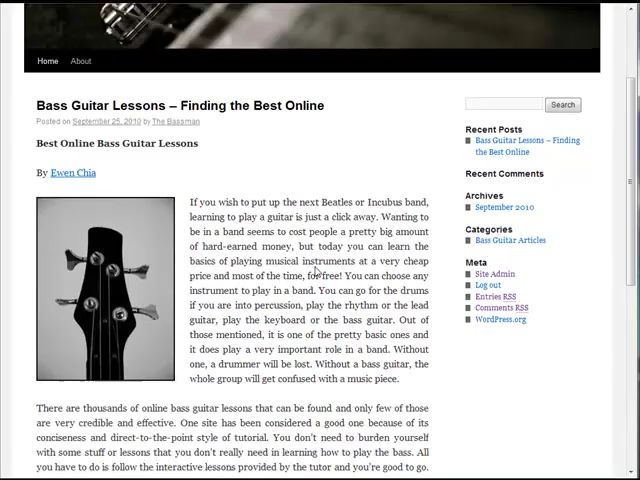 Home About
Bass Guitar Lessons – Finding the Best Online
Posted on September 25, 2010 by The Bassman
Best Online Bass Guitar Lessons
By Ewen Chia
If you wish to put up the next Beatles or Incubus band,
learning to play a guitar is just a click away. Wanting to
be in a band seems to cost people a pretty big amount
of hard-earned money, but today you can learn the
basics of playing musical instruments at a very cheap
price and most of the time, for free! You can choose any
instrument to play in a band. You can go for the drums
if you are into percussion, play the rhythm or the lead
guitar, play the keyboard or the bass guitar. Out of
those mentioned, it is one of the pretty basic ones and
it does play a very important role in a band. Without
one, a drummer will be lost. Without a bass guitar, the
whole group will get confused with a music piece.
There are thousands of online bass guitar lessons that can be found and only few of those
are very credible and effective. One site has been considered a good one because of its
conciseness and direct-to-the-point style of tutorial. You don't need to burden yourself
with some stuff or lessons that you don't really need in learning how to play the bass. All
you have to do is follow the interactive lessons provided by the tutor and you're good to go.
Search
Recent Posts
Bass Guitar Lessons – Finding
the Best Online
Recent Comments
Archives
September 2010
Categories
Bass Guitar Articles
Meta
Site Admin
Log out
Entries RSS
Comments RSS
WordPress.org